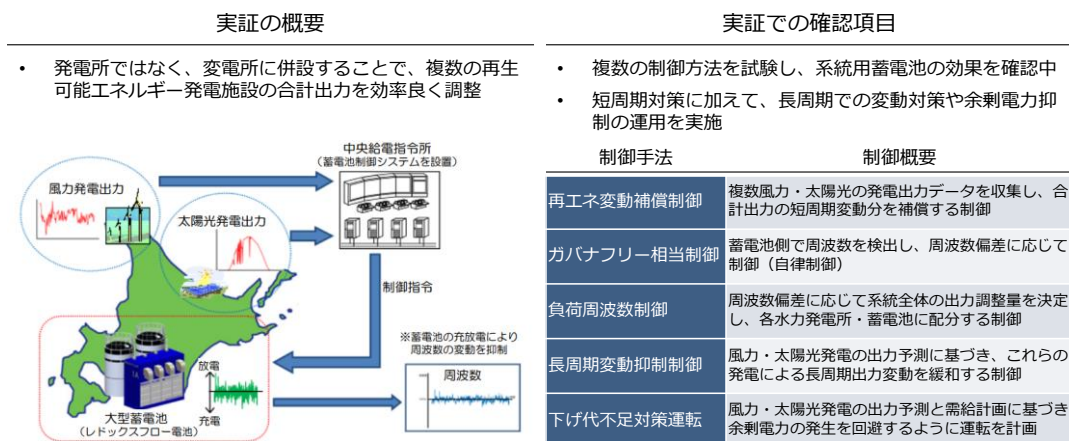 実証の概要
• 発電所ではなく、変電所に併設することで、複数の再生
可能エネルギー発電施設の合計出力を効率良く調整
中央給電指令所
（蓄電池制御システムを設置）
風力発電出力
太陽光発電出力
制御指令
※蓄電池の充放電により
周波数の変動を抑制
放電
充電
周波数
大型蓄電池
（レドックスフロー電池）
実証での確認項目
• 複数の制御方法を試験し、系統用蓄電池の効果を確認中
• 短周期対策に加えて、長周期での変動対策や余剰電力抑
制の運用を実施
制御手法 制御概要
再エネ変動補償制御
複数風力・太陽光の発電出力データを収集し、合
計出力の短周期変動分を補償する制御
ガバナフリー相当制御
蓄電池側で周波数を検出し、周波数偏差に応じて
制御（自律制御）
負荷周波数制御
周波数偏差に応じて系統全体の出力調整量を決定
し、各水力発電所・蓄電池に配分する制御
長周期変動抑制制御
風力・太陽光発電の出力予測に基づき、これらの
発電による長周期出力変動を緩和する制御
下げ代不足対策運転
風力・太陽光発電の出力予測と需給計画に基づき
余剰電力の発生を回避するように運転を計画